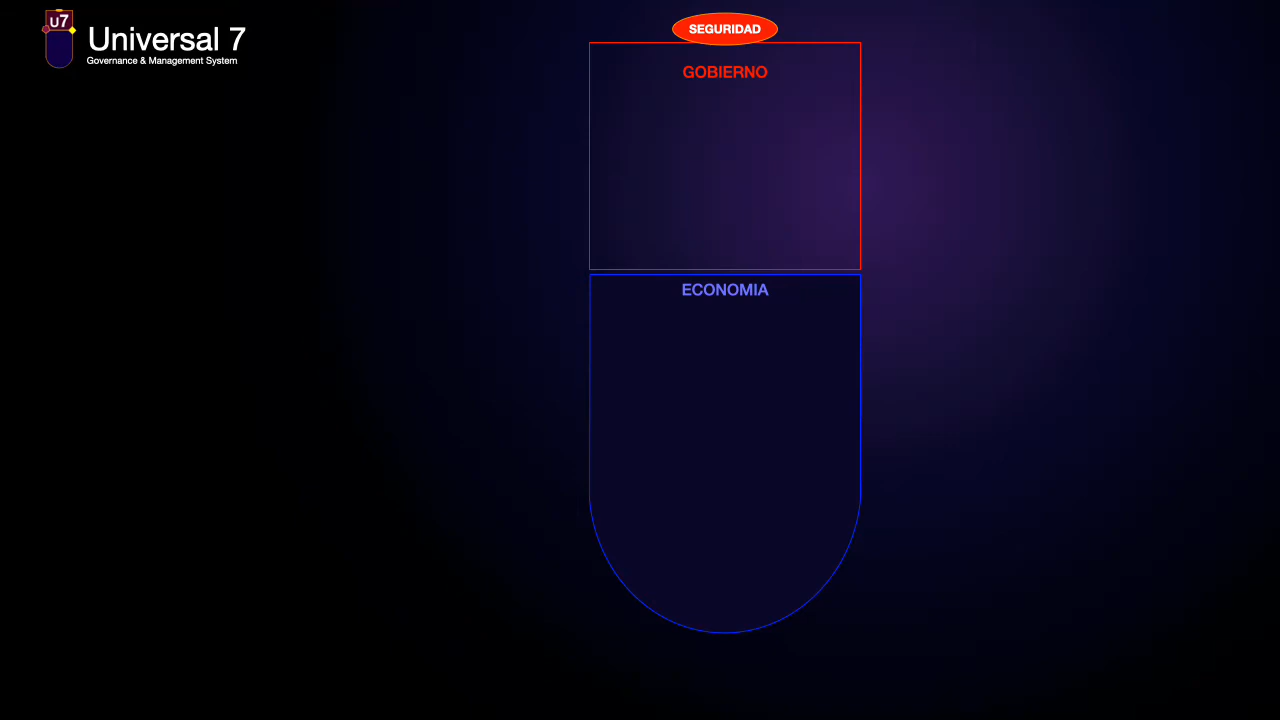 u7
Universal 7
Governance & Management System
SEGURIDAD
GOBIERNO
ECONOMIA